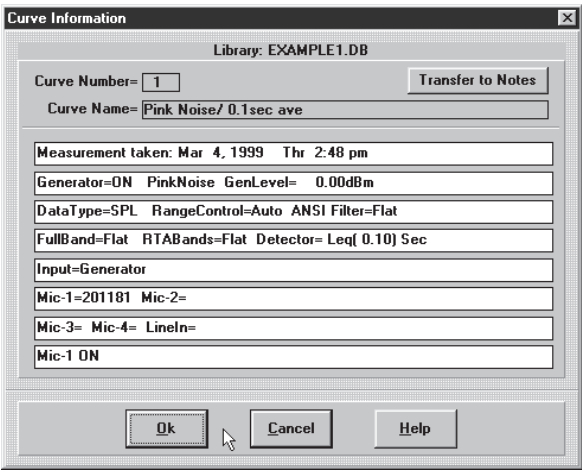 Curve Information
Library: EXAMPLE1.DB
Curve Number= 1
Transfer to Notes
Curve Name= Pink Noise/ 0.1sec ave
Measurement taken: Mar 4, 1999 Thr 2:48 pm
Generator=ON PinkNoise GenLevel= 0.00dBm
DataType=SPL RangeControl=Auto ANSI Filter=Flat
FullBand=Flat RTABands=Flat Detector= Leq( 0.10) Sec
Input=Generator
Mic-1=201181 Mic-2=
Mic-3= Mic-4= LineIn=
Mic-1 ON
Ok Cancel Help